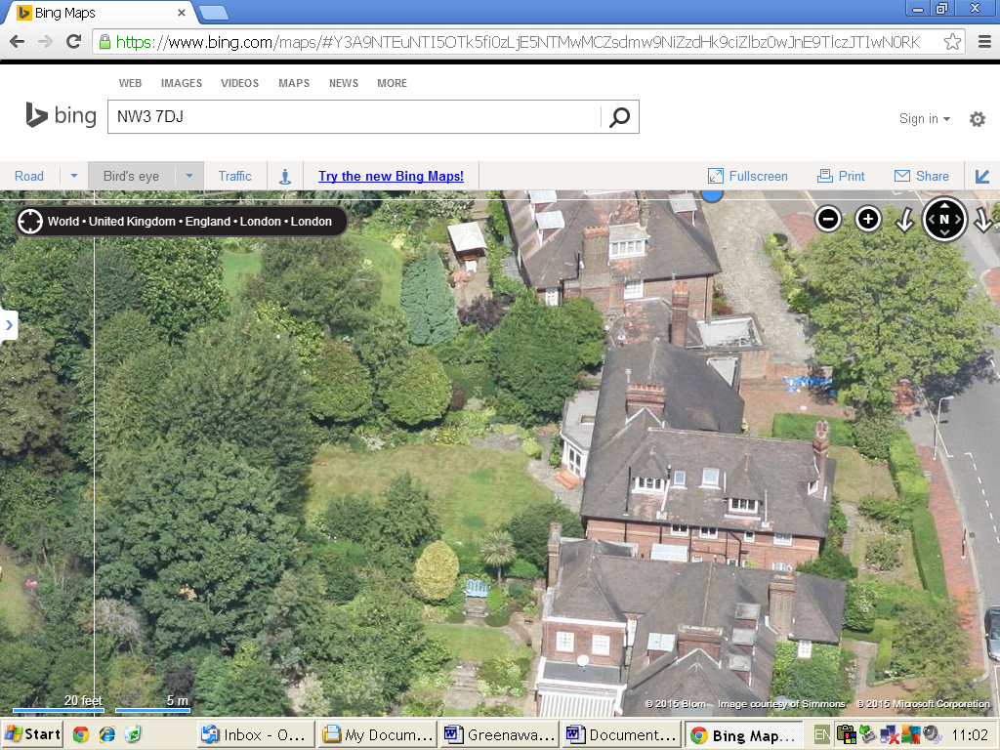 Bing Maps
https://www.bing.com/maps/#Y3A9NTEuNTI5OTk5fi0zLjE5NTMwMCZsdmw9NiZzdHk9ciZlbz0wJnE9TlczJTIwN0RK
WEB IMAGES VIDEOS MAPS NEWS MORE
bing
NW3 7DJ
Sign in
Road
Bird's eye
Traffic
Try the new Bing Maps!
Fullscreen
Print
Share
World • United Kingdom • England • London • London
N
20 feet
5 m
© 2015 Blom
Image courtesy of Simmons
© 2015 Microsoft Corporation
Start
Inbox - O...
My Docum...
Greenawa...
Document...
Bing Map...
EN
11:02